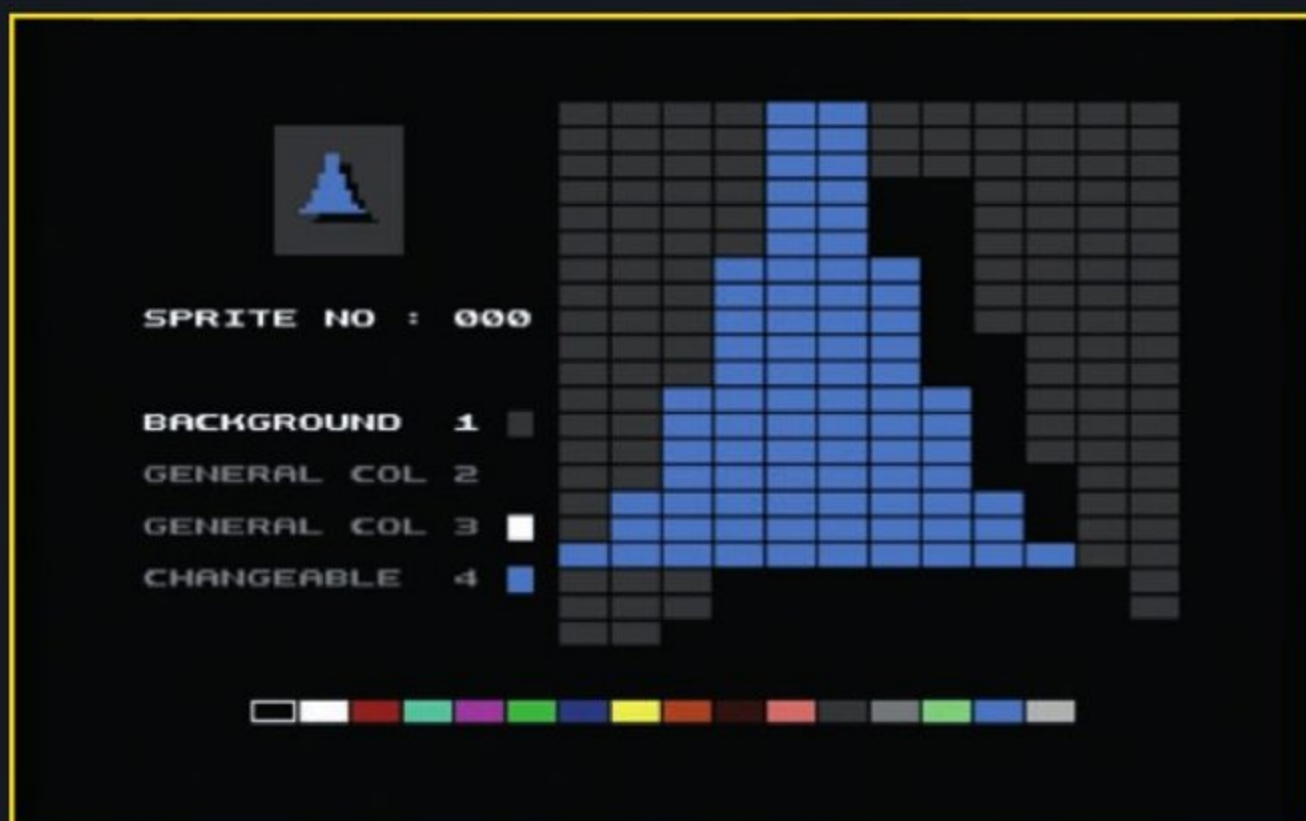 SPRITE NO : 000
BACKGROUND 1
GENERAL COL 2
GENERAL COL 3
CHANGEABLE 4